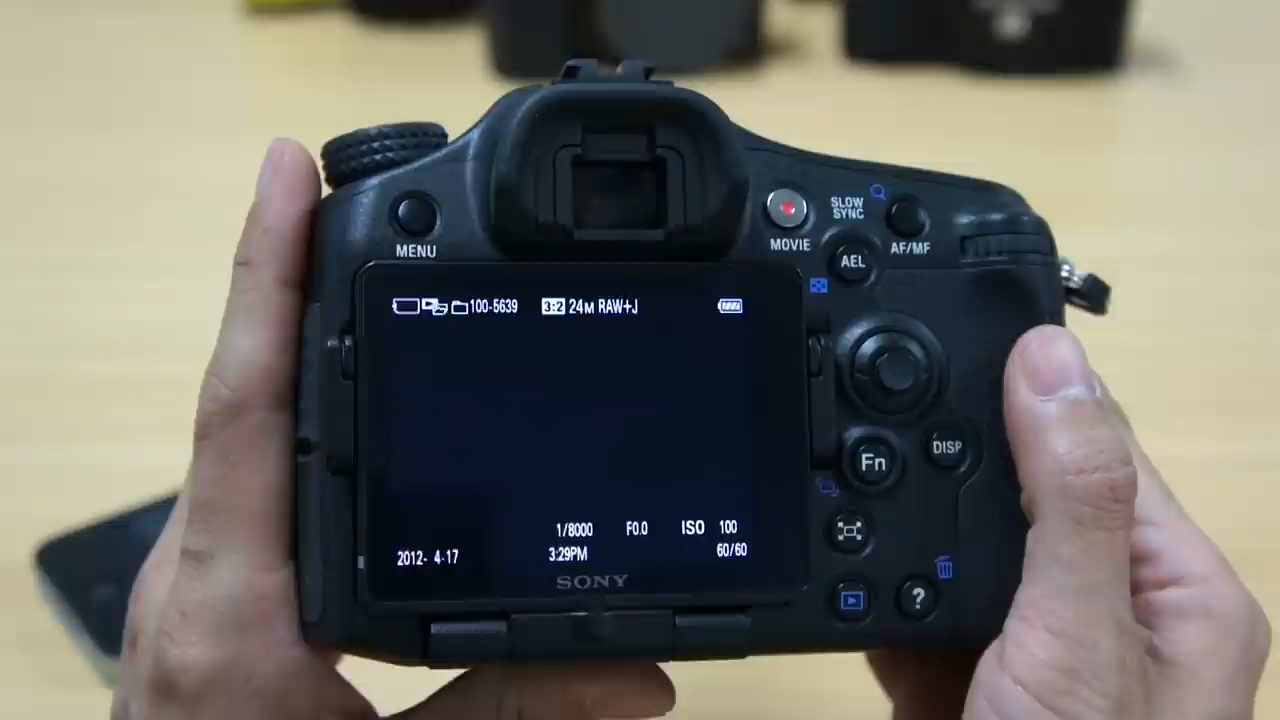 MENU
MOVIE
SLOW
SYNC
AF/MF
AEL
100-5639 3:2 24M RAW+J
DISP
Fn
1/8000 F0.0 ISO 100
2012- 4-17 3:29PM 60/60
SONY
?